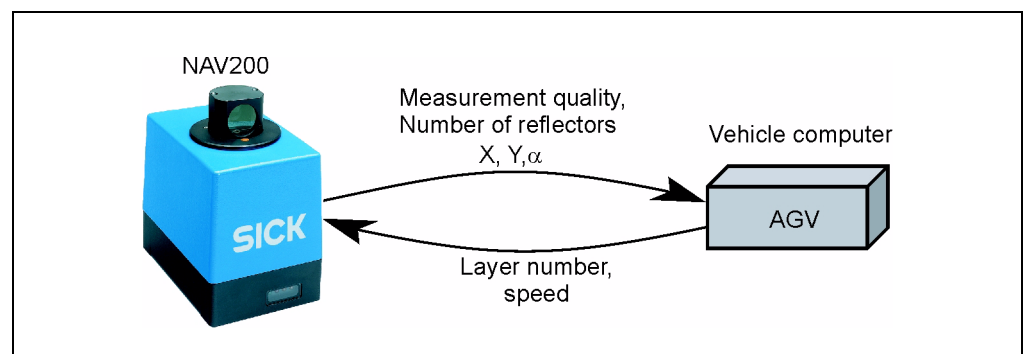 NAV200
Measurement quality,
Number of reflectors
X, Y,α
Vehicle computer
SICK
AGV
Layer number,
speed